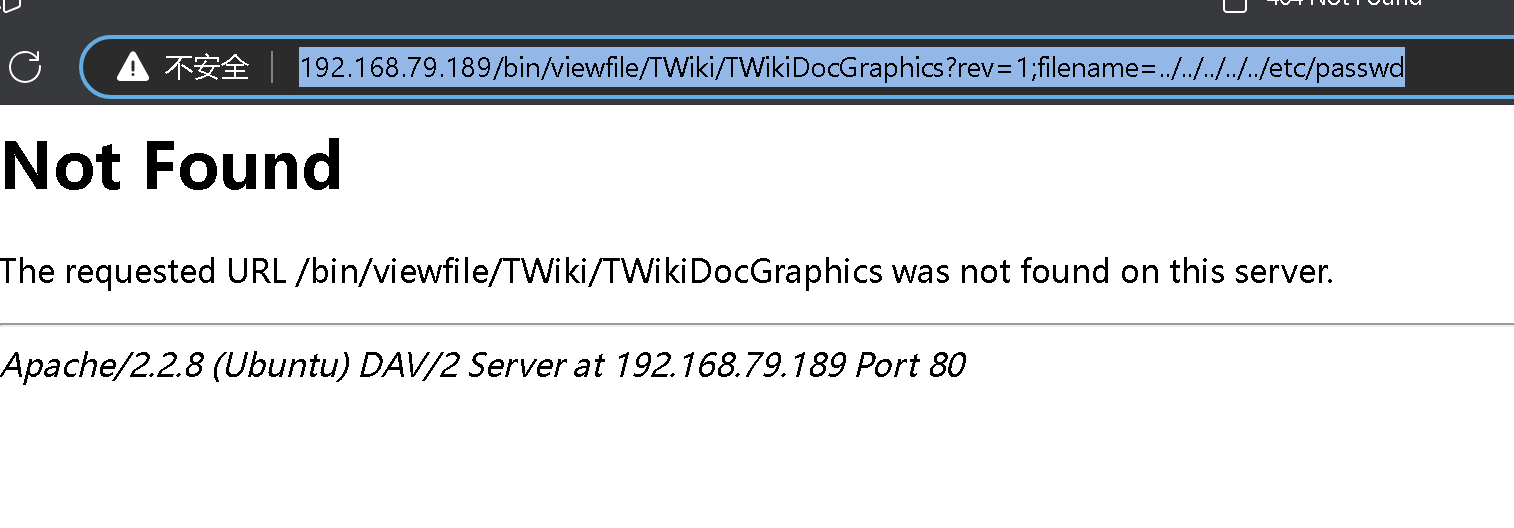 404 Not Found
不安全 192.168.79.189/bin/viewfile/TWiki/TWikiDocGraphics?rev=1;filename=../../../../../etc/passwd
Not Found
The requested URL /bin/viewfile/TWiki/TWikiDocGraphics was not found on this server.
Apache/2.2.8 (Ubuntu) DAV/2 Server at 192.168.79.189 Port 80